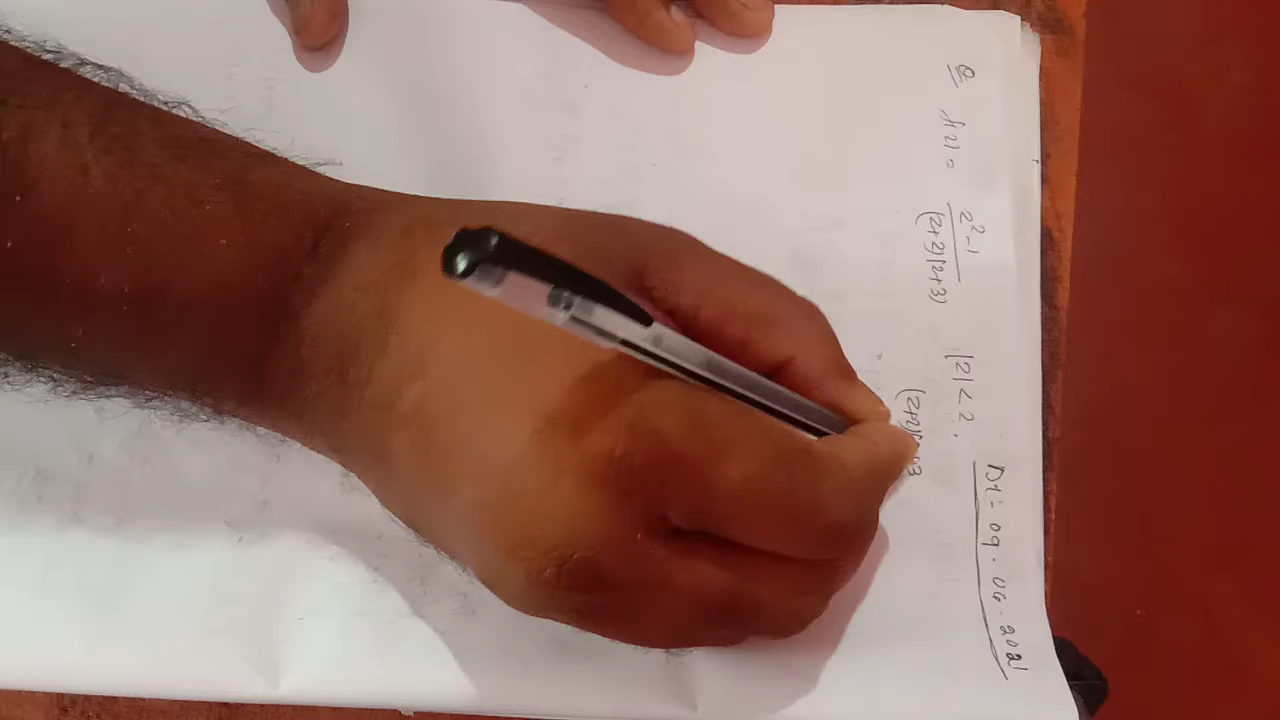 Dt - 09.06.2021
Q f(z) = z²-1 / (z+2)(z+3) |z| < 2.
(z+2)(z+3